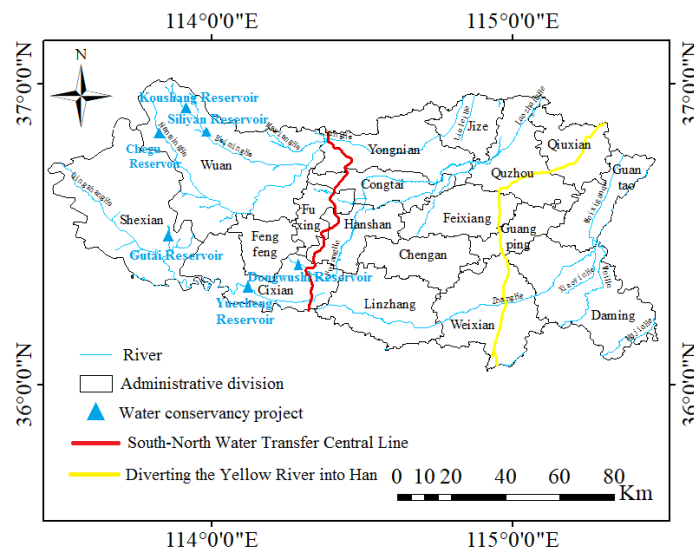 114°0'0"E
115°0'0"E
37°0'0"N
37°0'0"N
36°0'0"N
36°0'0"N
N
Koushang Reservoir
Siliyan Reservoir
Chegu
Reservoir
Wuan
Yongnian
Jize
Qiuxian
Quzhou
Guan
tao
Congtai
Shexian
Fu
xing
Hanshan
Feixiang
Guang
ping
Gutai Reservoir
Feng
feng
Chengan
Dongwushi Reservoir
Cixian
Yuecheng
Reservoir
Linzhang
Weixian
Daming
Qingzhanghe
Beiminghe
Zhanghe
River
Administrative division
Water conservancy project
South-North Water Transfer Central Line
Diverting the Yellow River into Han
0 10 20 40 60 80
Km
114°0'0"E
115°0'0"E